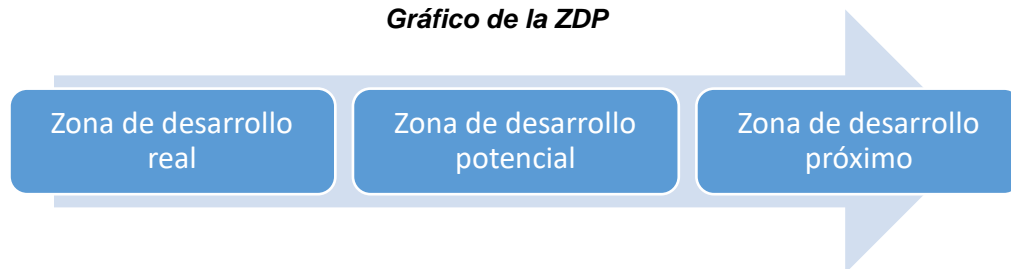 Gráfico de la ZDP
Zona de desarrollo
real
Zona de desarrollo
potencial
Zona de desarrollo
próximo